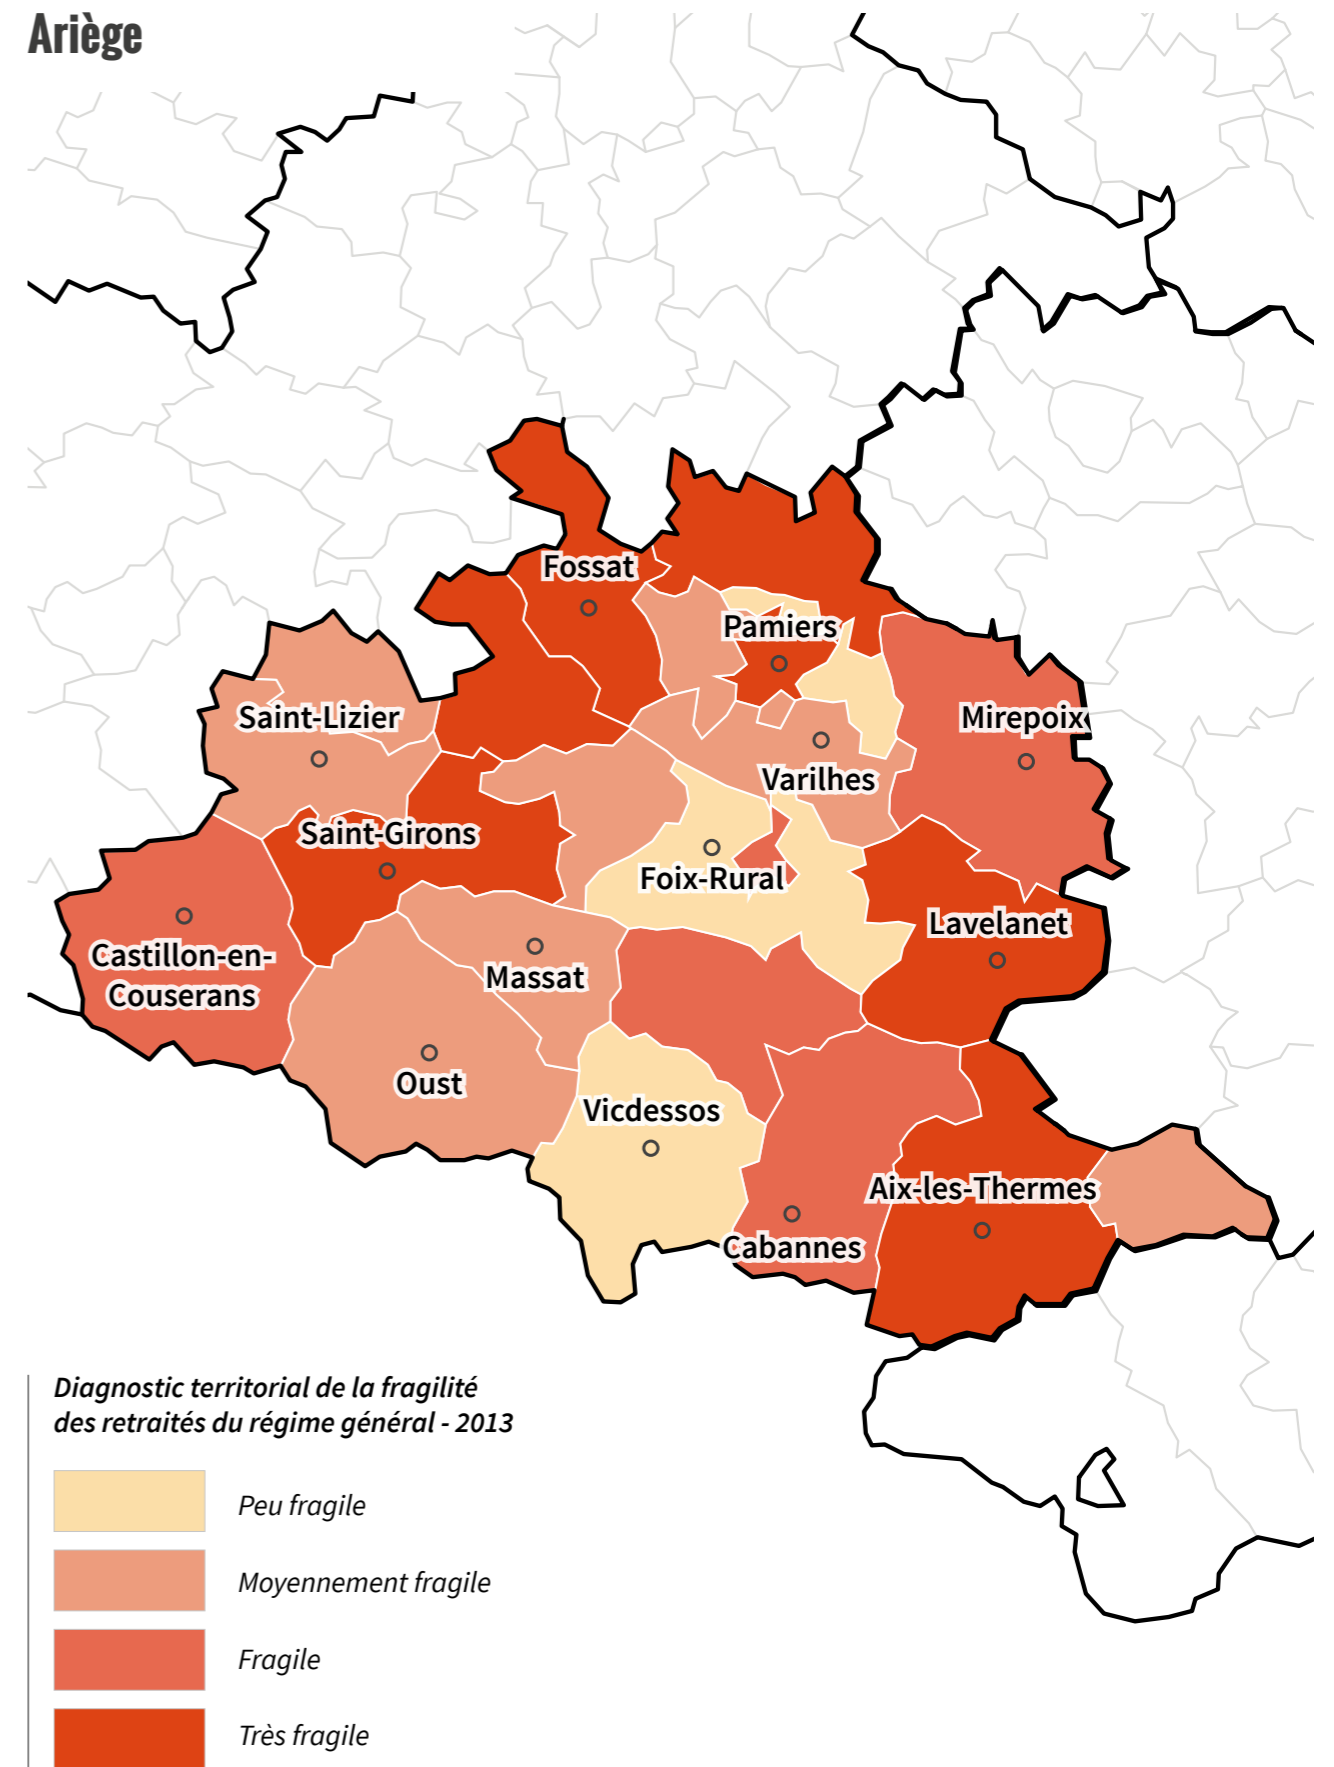 Ariège
Fossat
Pamiers
Saint-Lizier
Mirepoix
Varilhes
Saint-Girons
Foix-Rural
Lavelanet
Castillon-en-
Couserans
Massat
Oust
Vicdessos
Aix-les-Thermes
Cabannes
Diagnostic territorial de la fragilité
des retraités du régime général - 2013
Peu fragile
Moyennement fragile
Fragile
Très fragile